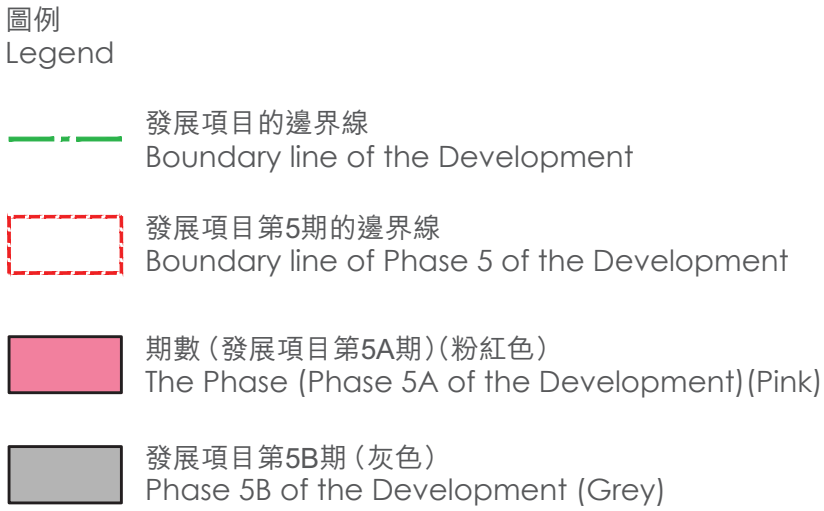 圖例
Legend
發展項目的邊界線
Boundary line of the Development
發展項目第5期的邊界線
Boundary line of Phase 5 of the Development
期數（發展項目第5A期）（粉紅色）
The Phase (Phase 5A of the Development)(Pink)
發展項目第5B期（灰色）
Phase 5B of the Development (Grey)